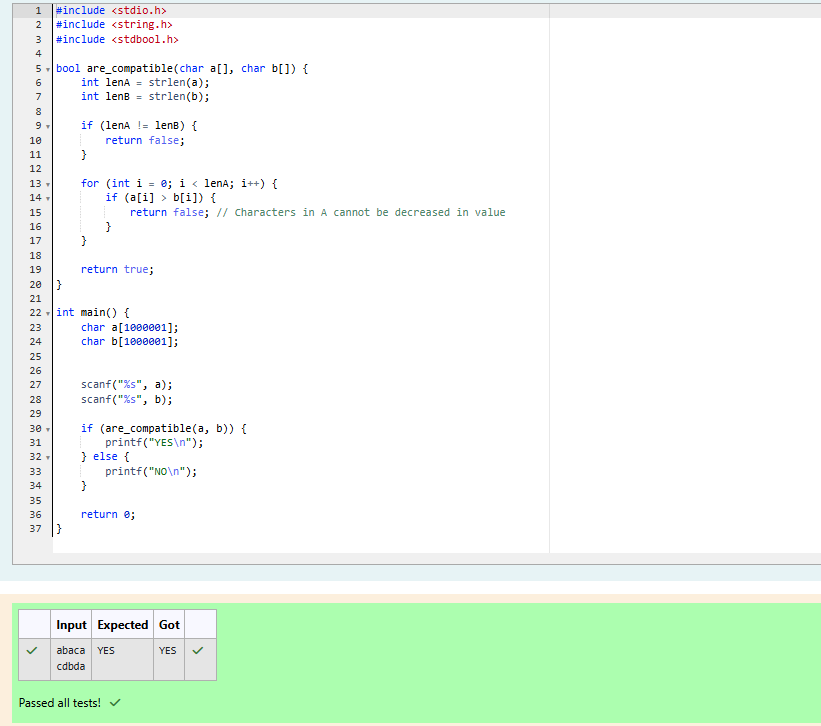 1 #include <stdio.h>
2 #include <string.h>
3 #include <stdbool.h>
4
5 bool are_compatible(char a[], char b[]) {
6     int lenA = strlen(a);
7     int lenB = strlen(b);
8
9     if (lenA != lenB) {
10         return false;
11     }
12
13     for (int i = 0; i < lenA; i++) {
14         if (a[i] > b[i]) {
15             return false; // Characters in A cannot be decreased in value
16         }
17     }
18
19     return true;
20 }
21
22 int main() {
23     char a[1000001];
24     char b[1000001];
25
26
27     scanf("%s", a);
28     scanf("%s", b);
29
30     if (are_compatible(a, b)) {
31         printf("YES\n");
32     } else {
33         printf("NO\n");
34     }
35
36     return 0;
37 }
Input Expected Got
abaca YES YES
cdbda
Passed all tests!